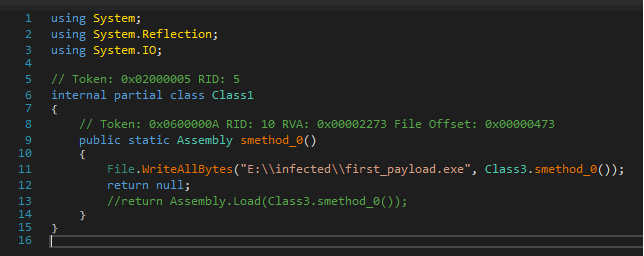 1 using System;
2 using System.Reflection;
3 using System.IO;
4
5 // Token: 0x02000005 RID: 5
6 internal partial class Class1
7 {
8 // Token: 0x0600000A RID: 10 RVA: 0x00002273 File Offset: 0x00000473
9 public static Assembly smethod_0()
10 {
11 File.WriteAllBytes("E:\\infected\\first_payload.exe", Class3.smethod_0());
12 return null;
13 //return Assembly.Load(Class3.smethod_0());
14 }
15 }
16